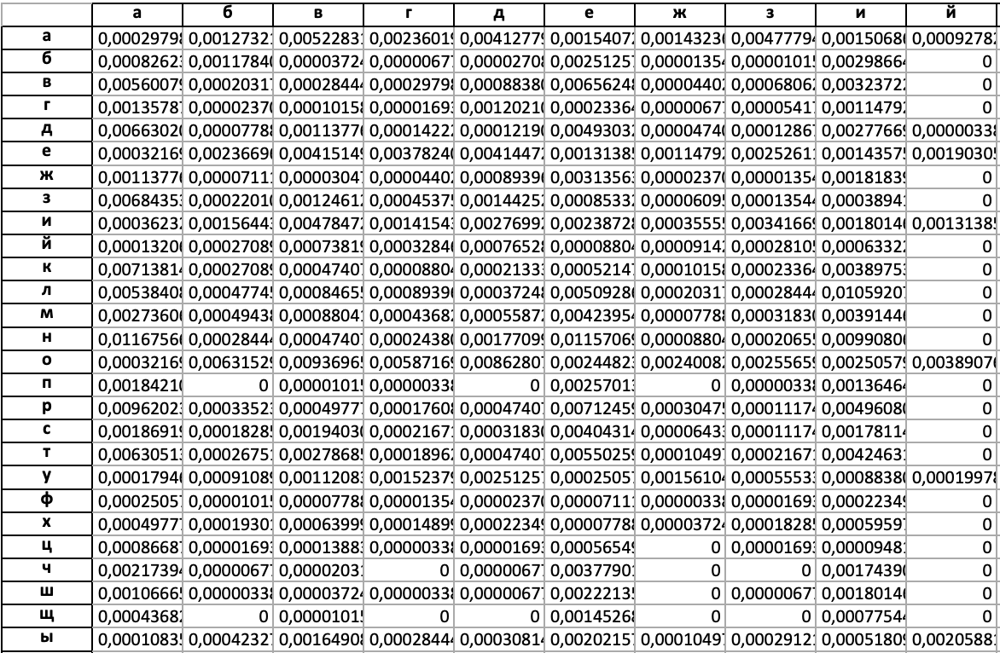 а б в г д е ж з и й
а 0,00029798 0,00127321 0,00522831 0,00236019 0,00412779 0,00154072 0,00143236 0,00477794 0,00150686 0,00092782
б 0,00082623 0,00117840 0,00003724 0,00000677 0,00002708 0,00251257 0,00001354 0,00001015 0,00298664 0
в 0,00560079 0,00020317 0,00028444 0,00029798 0,00088380 0,00656248 0,00004402 0,00068062 0,00323722 0
г 0,00135787 0,00002370 0,00010158 0,00001693 0,00120210 0,00023364 0,00000677 0,00005417 0,00114792 0
д 0,00663020 0,00007788 0,00113770 0,00014222 0,00012190 0,00493032 0,00004740 0,00012867 0,00277669 0,00000338
е 0,00032169 0,00236696 0,00415149 0,00378240 0,00414472 0,00131385 0,00114792 0,00252612 0,00143575 0,00190305
ж 0,00113770 0,00007111 0,00003047 0,00004402 0,00089396 0,00313563 0,00002370 0,00001354 0,00181839 0
з 0,00684353 0,00022010 0,00124612 0,00045375 0,00144252 0,00085332 0,00006095 0,00013544 0,00038941 0
и 0,00036232 0,00156443 0,00478472 0,00141543 0,00276992 0,00238728 0,00035555 0,00341669 0,00180146 0,00131385
й 0,00013206 0,00027089 0,00073819 0,00032846 0,00076528 0,00008804 0,00009142 0,00028105 0,00063322 0
к 0,00713814 0,00027089 0,00047407 0,00008804 0,00021333 0,00052147 0,00010158 0,00023364 0,00389753 0
л 0,00538408 0,00047745 0,00084655 0,00089396 0,00037248 0,00509286 0,00020317 0,00028444 0,01059207 0
м 0,00273606 0,00049438 0,00088041 0,00043682 0,00055872 0,00423954 0,00007788 0,00031830 0,00391446 0
н 0,01167566 0,00028444 0,00047407 0,00024380 0,00177099 0,01157069 0,00008804 0,00020655 0,00990806 0
о 0,00032169 0,00631529 0,00936965 0,00587169 0,00862807 0,00244823 0,00240082 0,00255659 0,00250579 0,00389076
п 0,00184210 0 0,00001015 0,00000338 0 0,00257013 0 0,00000338 0,00136464 0
р 0,00962023 0,00033523 0,00049777 0,00017608 0,00047407 0,00712459 0,00030475 0,00011174 0,00496080 0
с 0,00186919 0,00018285 0,00194030 0,00021671 0,00031830 0,00404314 0,00006433 0,00011174 0,00178114 0
т 0,00630513 0,00026751 0,00278685 0,00018962 0,00047407 0,00550259 0,00010497 0,00021671 0,00424631 0
у 0,00017946 0,00091089 0,00112083 0,00152379 0,00251257 0,00025057 0,00156104 0,00055533 0,00088380 0,00019978
ф 0,00025057 0,00001015 0,00007788 0,00001354 0,00002370 0,00007111 0,00000338 0,00001693 0,00022349 0
х 0,00049777 0,00019301 0,00063999 0,00014899 0,00022349 0,00007788 0,00003724 0,00018285 0,00059597 0
ц 0,00086687 0,00001693 0,00013883 0,00000338 0,00001693 0,00056549 0 0,00001693 0,00009481 0
ч 0,00217394 0,00000677 0,00002031 0 0,00000677 0,00377901 0 0 0,00174390 0
ш 0,00106665 0,00000338 0,00003724 0,00000338 0,00000677 0,00222135 0 0,00000677 0,00180146 0
щ 0,00043682 0 0,00001015 0 0 0,00145268 0 0 0,00077544 0
ы 0,00010835 0,00042327 0,00164908 0,00028444 0,00030814 0,00202157 0,00010497 0,00029121 0,00051809 0,00205881